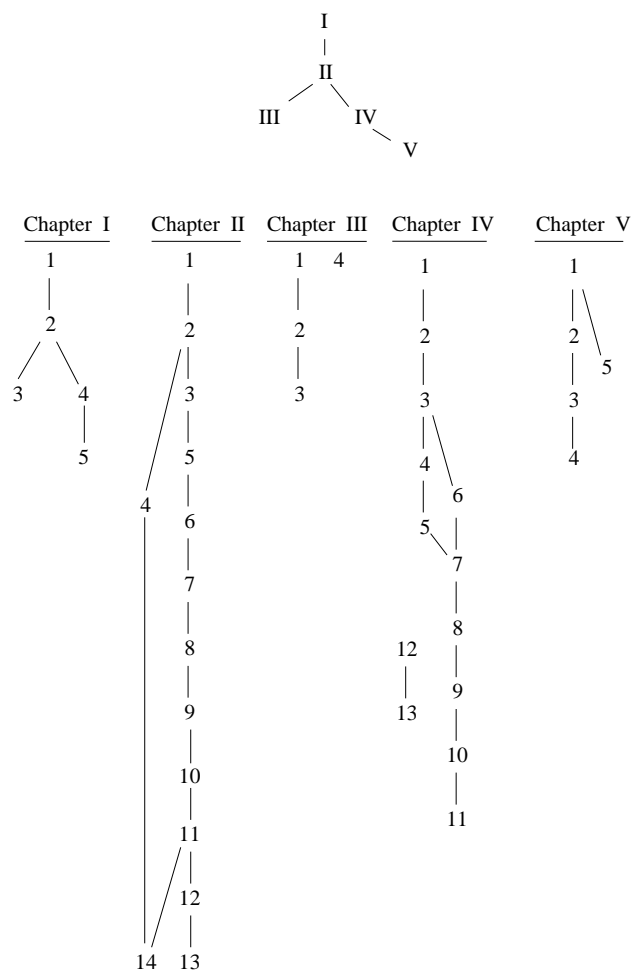 I
II
III IV
V
Chapter I Chapter II Chapter III Chapter IV Chapter V
1 1 1 4 1 1
2 2 2 2 2 5
3 4 3 3 3 3
5 5 4 4
4 6 5 6
7 7
8 12 8
9 13 9
10 10
11 11
12
14 13